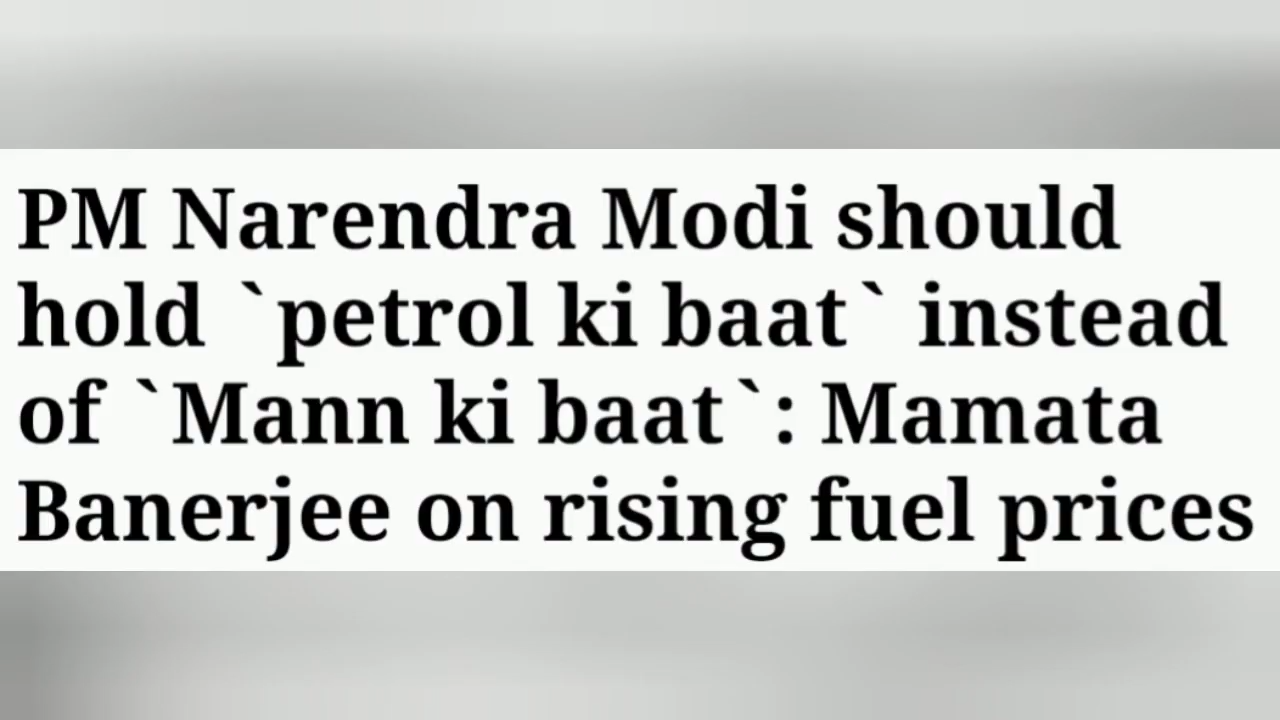 PM Narendra Modi should
hold `petrol ki baat` instead
of `Mann ki baat`: Mamata
Banerjee on rising fuel prices